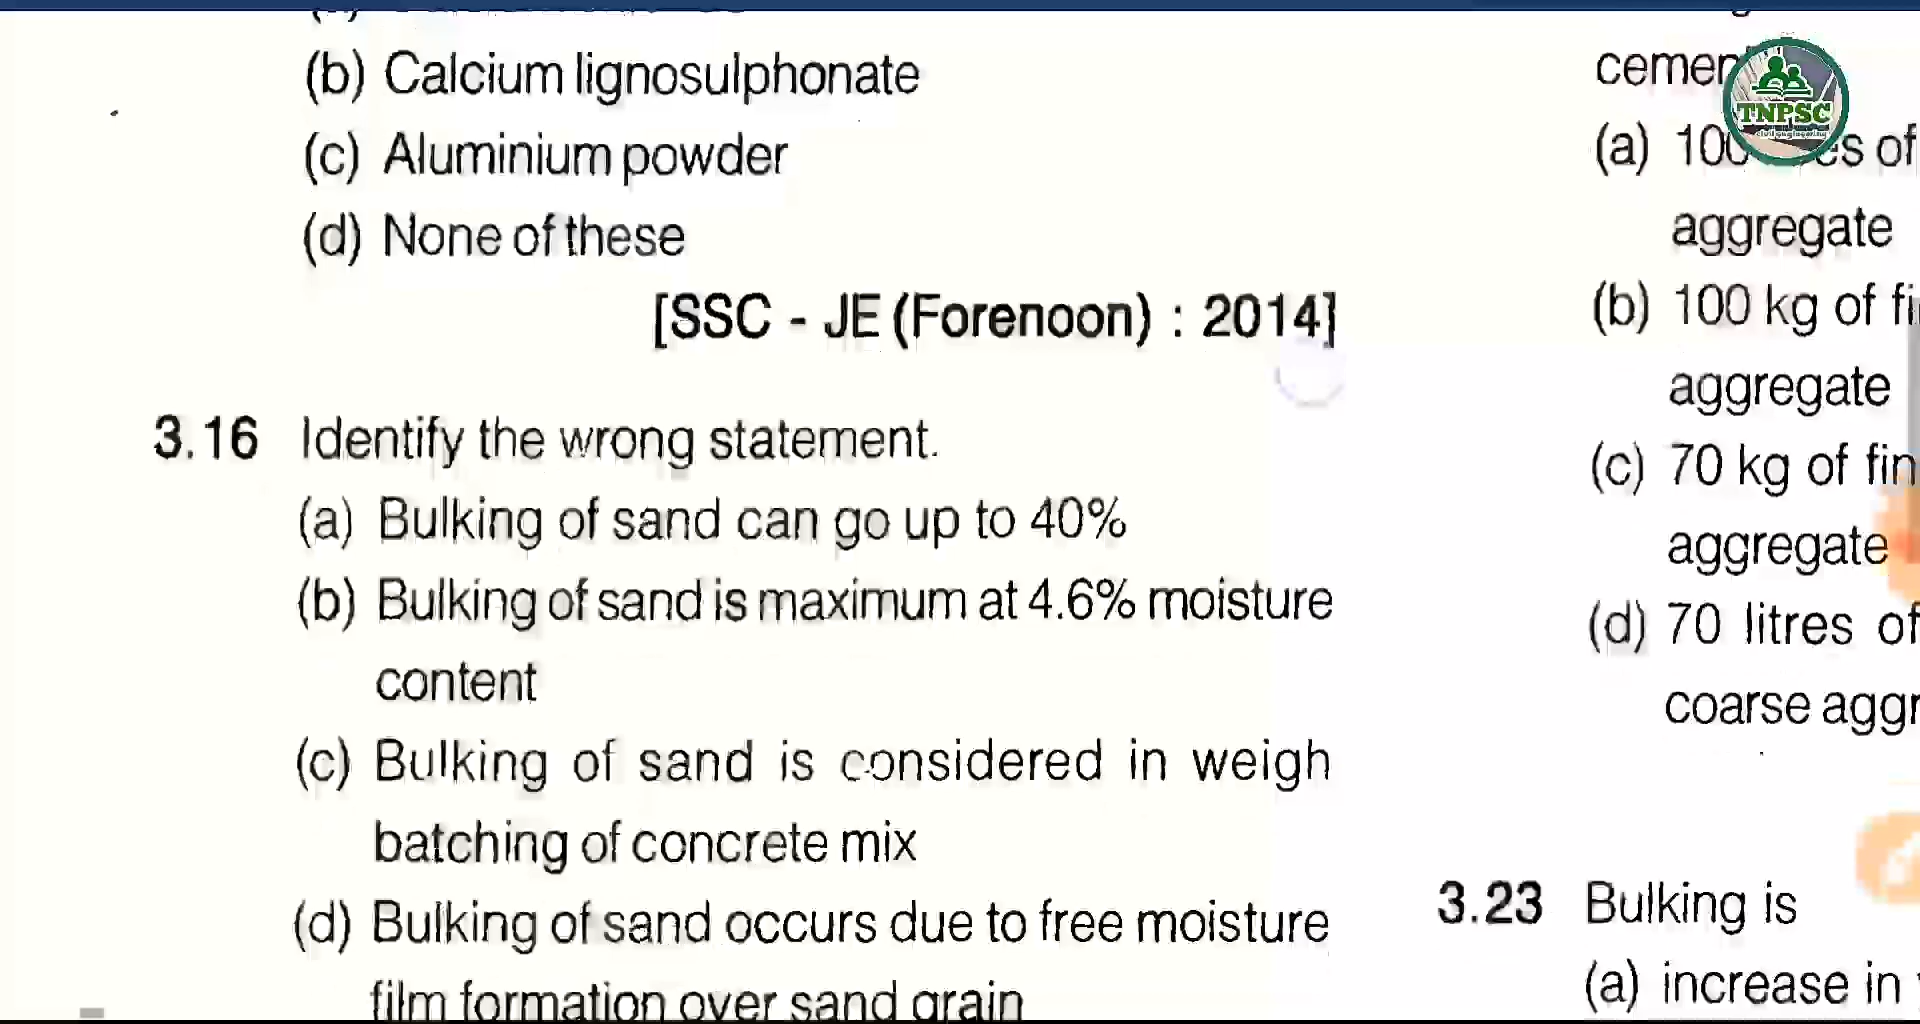 (b) Calcium lignosulphonate
(c) Aluminium powder
(d) None of these
[SSC - JE (Forenoon) : 2014]
3.16 Identify the wrong statement.
(a) Bulking of sand can go up to 40%
(b) Bulking of sand is maximum at 4.6% moisture
content
(c) Bulking of sand is considered in weigh
batching of concrete mix
(d) Bulking of sand occurs due to free moisture
film formation over sand grain
TNPSC
(a)
aggregate
(b) 100 kg of
aggregate
(c) 70 kg of
aggregate
(d) 70 litres of
coarse
3.23 Bulking is
(a) increase in